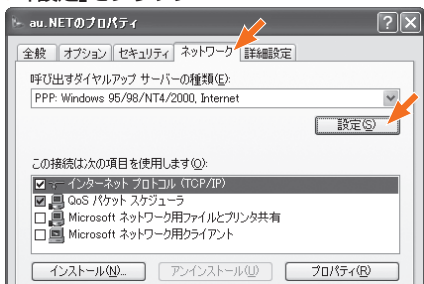 au.NETのプロパティ
全般 オプション セキュリティ ネットワーク 詳細設定
呼び出すダイヤルアップ サーバーの種類(E):
PPP: Windows 95/98/NT4/2000, Internet
設定(S)
この接続は次の項目を使用します(O):
インターネット プロトコル (TCP/IP)
QoS パケット スケジューラ
Microsoft ネットワーク用ファイルとプリンタ共有
Microsoft ネットワーク用クライアント
インストール(N)... アンインストール(U) プロパティ(R)